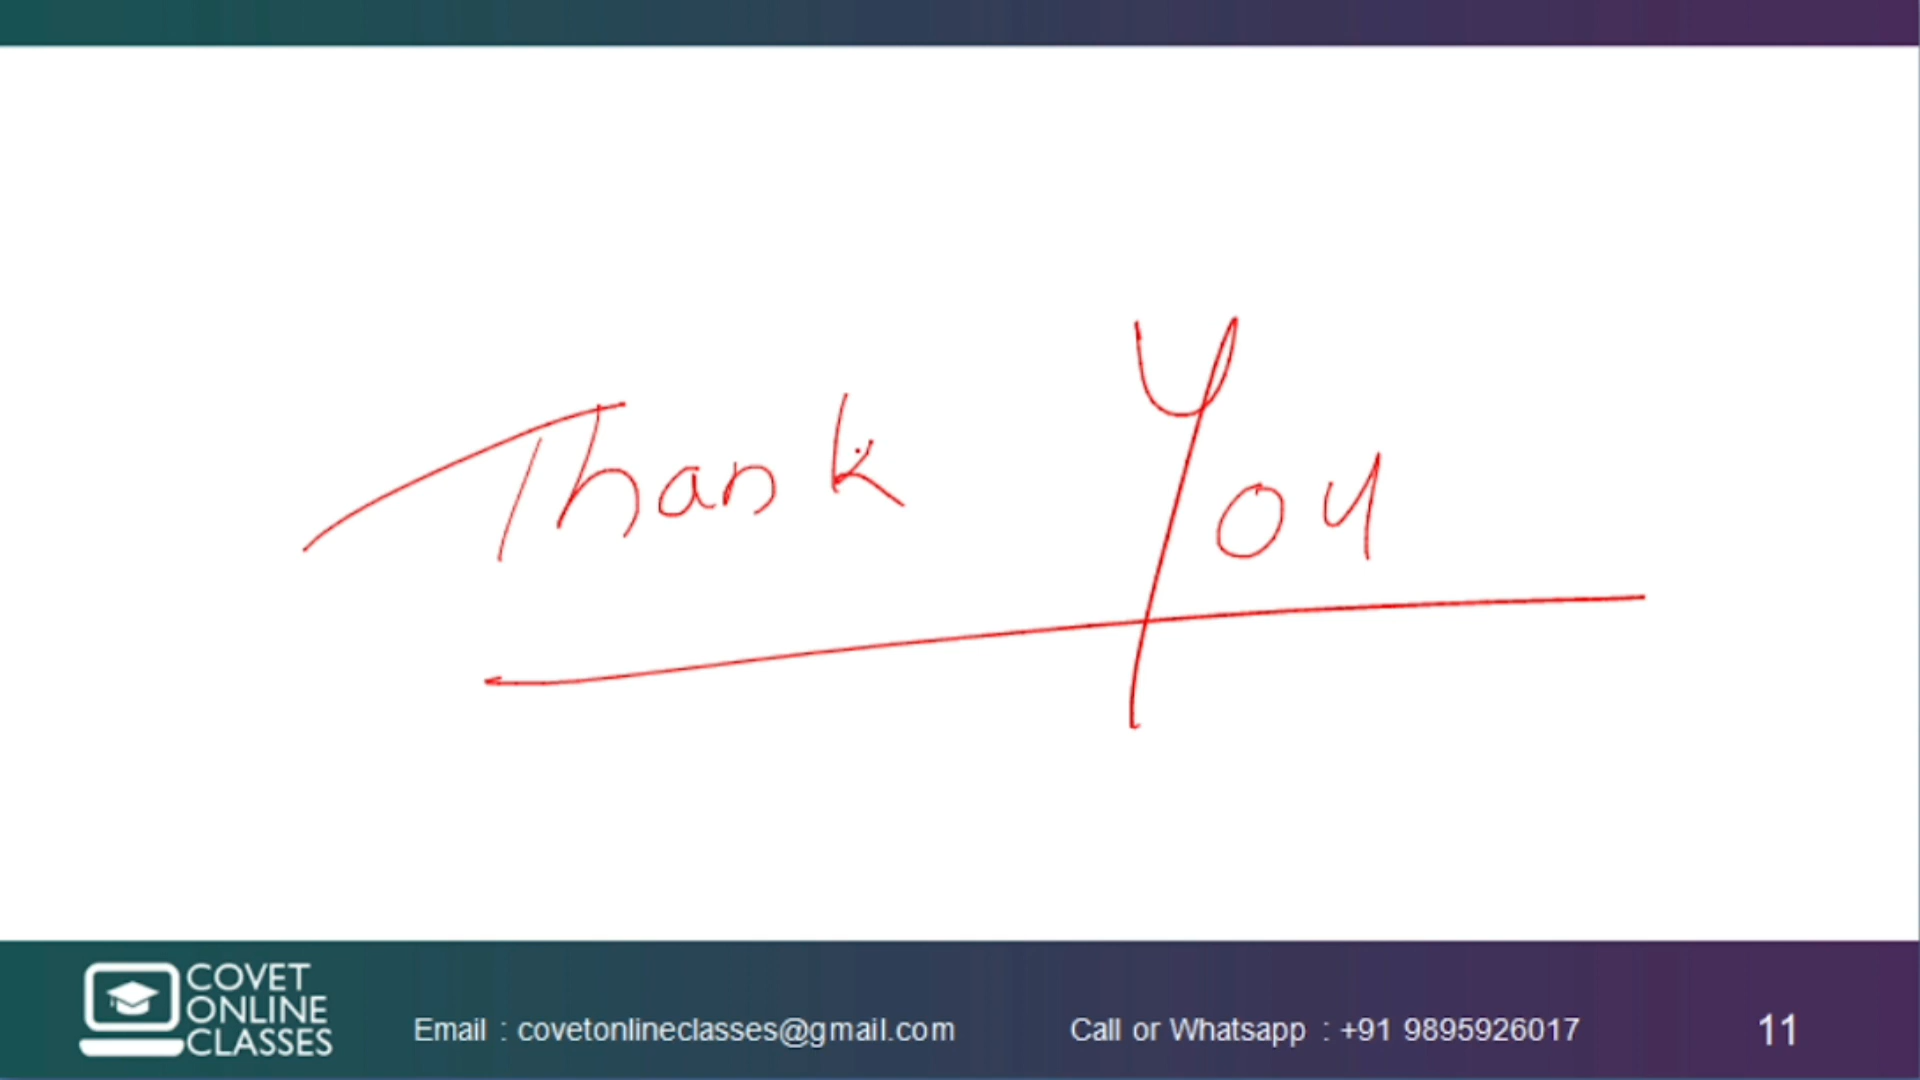 Thank You
COVET
ONLINE
CLASSES
Email : covetonlineclasses@gmail.com
Call or Whatsapp : +91 9895926017
11